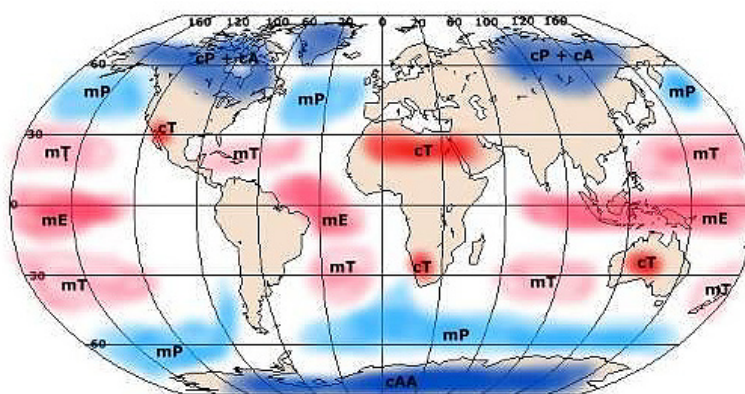 160 120 100 60 20 0 20 60 100 120 160
cP + cA cP + cA
60
mP mP mP
30 cT
mT mT cT mT
0 mE mE mE
30 mT mT cT mT cT mT
60 mP mP
cAA